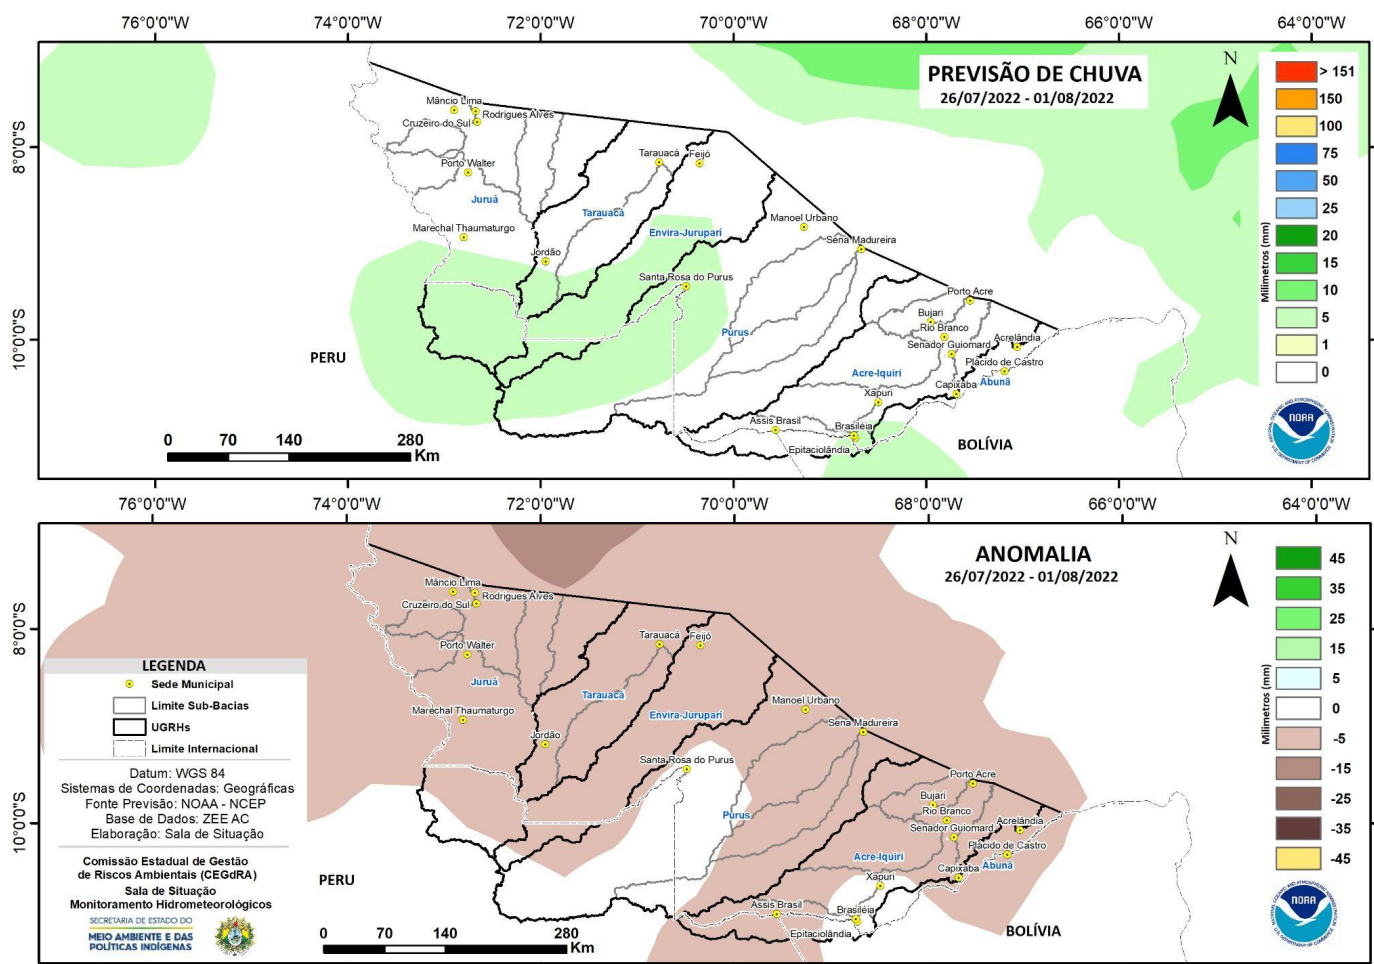 76°0'0"W 74°0'0"W 72°0'0"W 70°0'0"W 68°0'0"W 66°0'0"W 64°0'0"W
PREVISÃO DE CHUVA
26/07/2022 - 01/08/2022
N
> 151
150
100
75
50
25
20
15
10
5
1
0
Milímetros (mm)
8°0'0"S
10°0'0"S
Mâncio Lima
Rodrigues Alves
Cruzeiro do Sul
Porto Walter
Juruá
Marechal Thaumaturgo
Jordão
Tarauacá
Feijó
Tarauacá
Envira-Jurupari
Santa Rosa do Purus
Manoel Urbano
Sena Madureira
Purus
Porto Acre
Bujari
Rio Branco
Senador Guiomard
Acrelândia
Plácido de Castro
Abunã
Acre-Iquiri
Capixaba
Xapuri
Assis Brasil
Brasiléia
Epitaciolândia
PERU
BOLÍVIA
0 70 140 280
Km
NOAA
76°0'0"W 74°0'0"W 72°0'0"W 70°0'0"W 68°0'0"W 66°0'0"W 64°0'0"W
ANOMALIA
26/07/2022 - 01/08/2022
N
45
35
25
15
5
0
-5
-15
-25
-35
-45
Milímetros (mm)
8°0'0"S
10°0'0"S
Mâncio Lima
Rodrigues Alves
Cruzeiro do Sul
Porto Walter
Juruá
Marechal Thaumaturgo
Jordão
Tarauacá
Feijó
Tarauacá
Envira-Jurupari
Santa Rosa do Purus
Manoel Urbano
Sena Madureira
Purus
Porto Acre
Bujari
Rio Branco
Senador Guiomard
Acrelândia
Plácido de Castro
Abunã
Acre-Iquiri
Capixaba
Xapuri
Assis Brasil
Brasiléia
Epitaciolândia
PERU
BOLÍVIA
0 70 140 280
Km
NOAA
LEGENDA
Sede Municipal
Limite Sub-Bacias
UGRHs
Limite Internacional
Datum: WGS 84
Sistemas de Coordenadas: Geográficas
Fonte Previsão: NOAA - NCEP
Base de Dados: ZEE AC
Elaboração: Sala de Situação
Comissão Estadual de Gestão
de Riscos Ambientais (CEGdRA)
Sala de Situação
Monitoramento Hidrometeorológicos
SECRETARIA DE ESTADO DO
MEIO AMBIENTE E DAS
POLÍTICAS INDÍGENAS